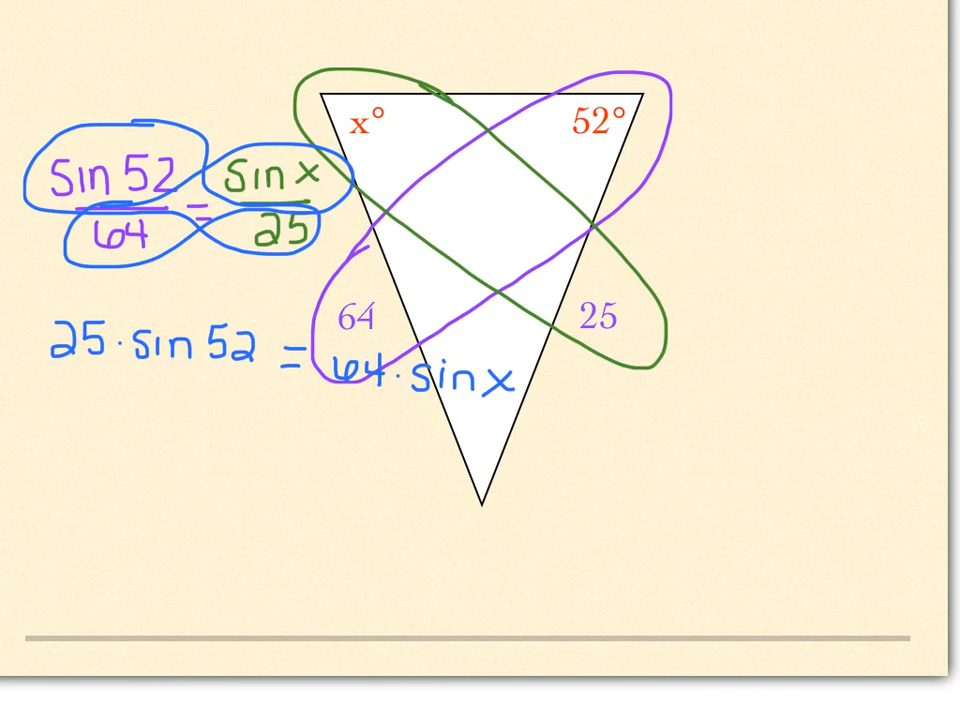 x° 52°
sin 52 / 64 = sin x / 25
64 25
25 · sin 52 = 64 · sin x